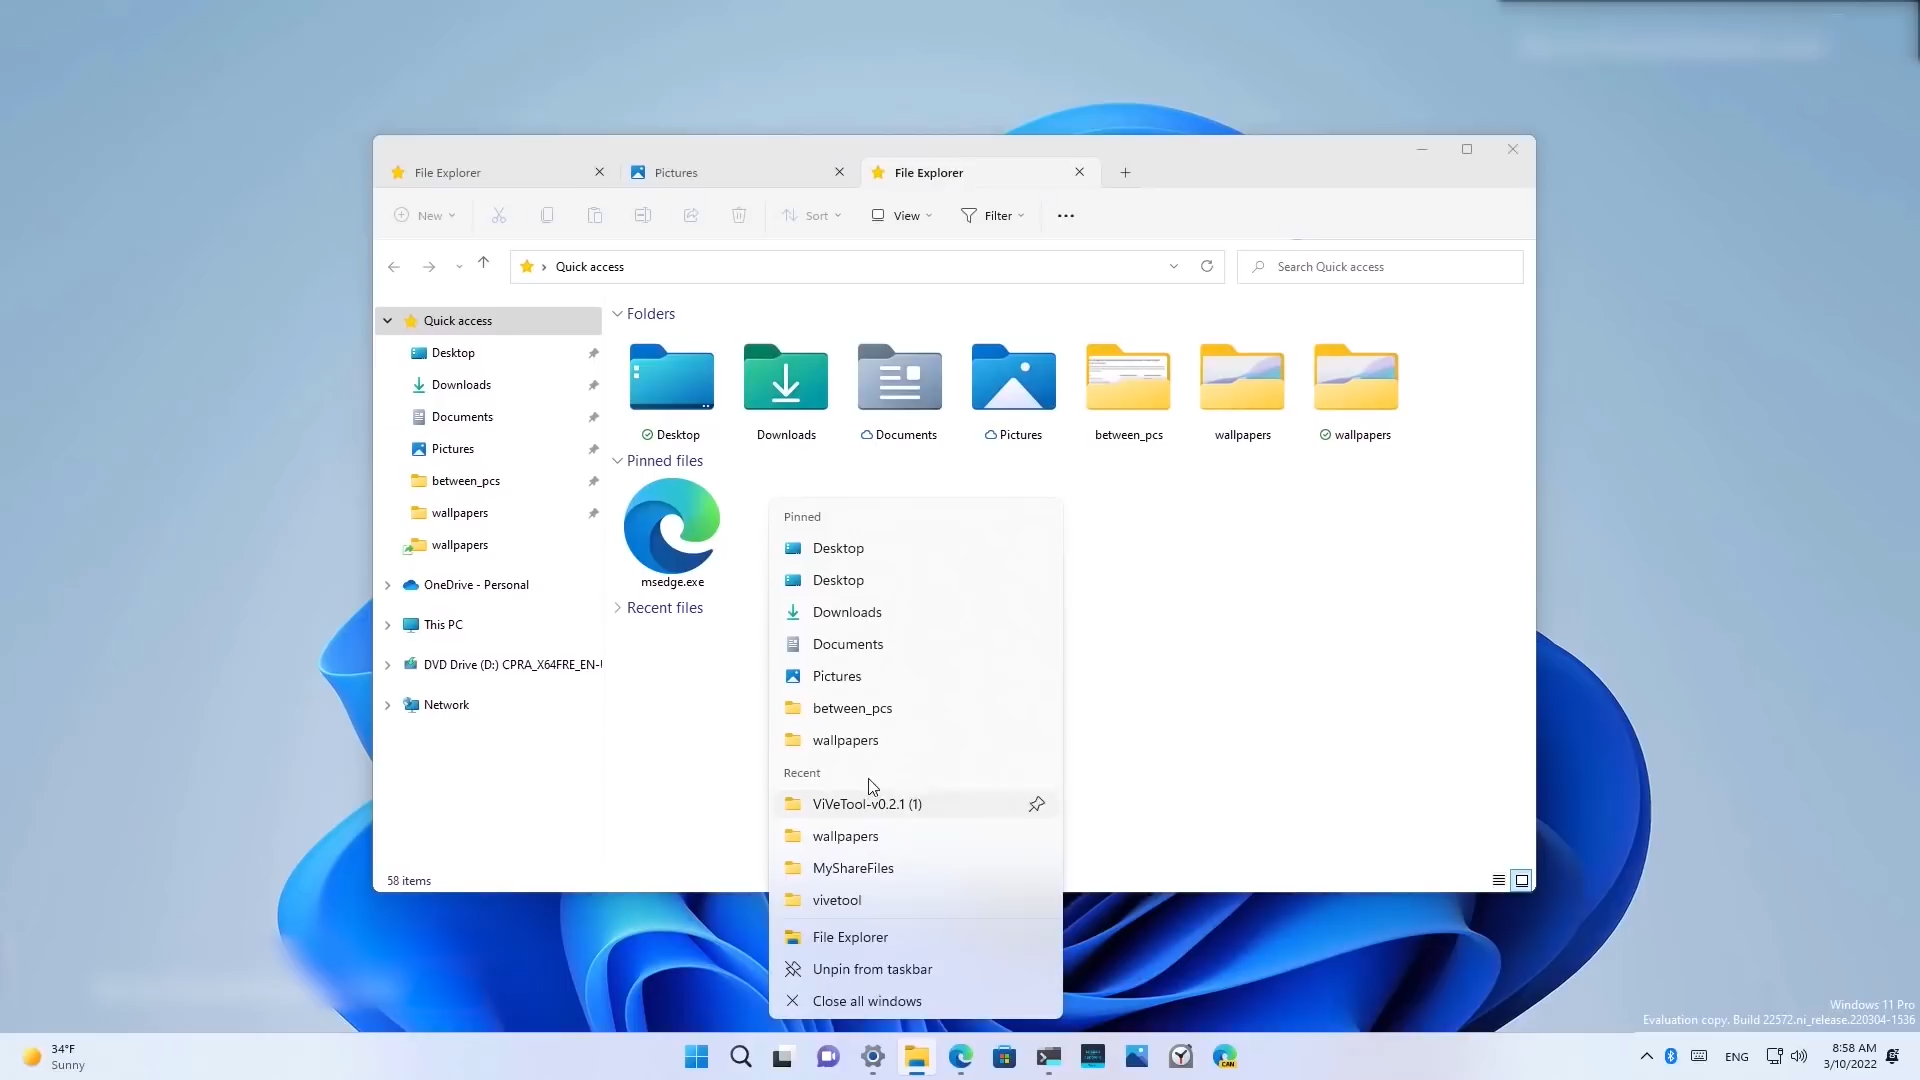 File Explorer
Pictures
File Explorer
New
Sort
View
Filter
Quick access
Search Quick access
Quick access
Desktop
Downloads
Documents
Pictures
between_pcs
wallpapers
wallpapers
OneDrive - Personal
This PC
DVD Drive (D:) CPRA_X64FRE_EN-U
Network
Folders
Desktop
Downloads
Documents
Pictures
between_pcs
wallpapers
wallpapers
Pinned files
msedge.exe
Recent files
58 items
Pinned
Desktop
Desktop
Downloads
Documents
Pictures
between_pcs
wallpapers
Recent
ViVeTool-v0.2.1 (1)
wallpapers
MyShareFiles
vivetool
File Explorer
Unpin from taskbar
Close all windows
Windows 11 Pro
Evaluation copy. Build 22572.ni_release.220304-1536
34°F
Sunny
CAN
ENG
8:58 AM
3/10/2022